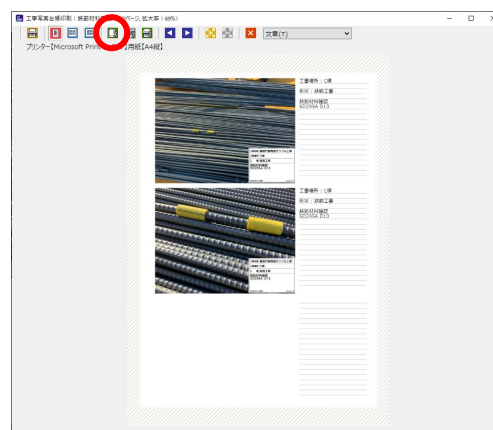 工事写真台帳印刷：鉄筋材料
ページ, 拡大率：69%)
文章(T)
プリンター【Microsoft Print
】用紙【A4縦】
工事場所：C棟
形状：鉄筋工事
鉄筋材料確認
SD295A D13
工事場所：C棟
形状：鉄筋工事
鉄筋材料確認
SD295A D13